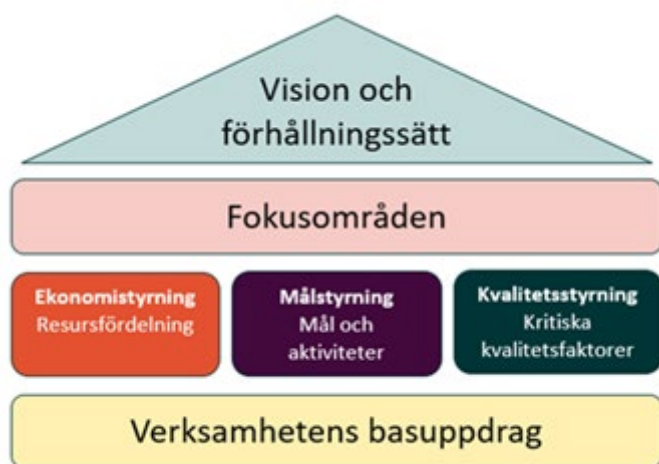 Vision och
förhållningssätt
Fokusområden
Ekonomistyrning
Resursfördelning
Målstyrning
Mål och
aktiviteter
Kvalitetsstyrning
Kritiska
kvalitetsfaktorer
Verksamhetens basuppdrag